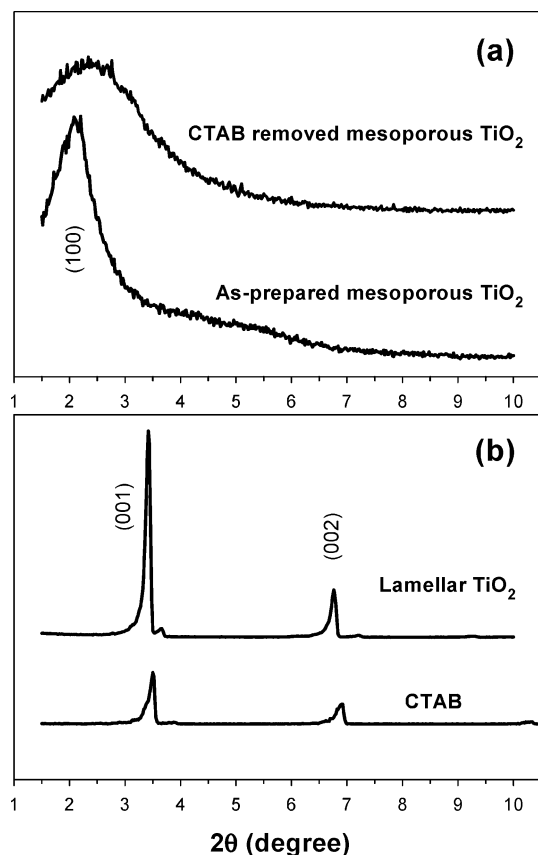 (a)
CTAB removed mesoporous TiO₂
(100)
As-prepared mesoporous TiO₂
1 2 3 4 5 6 7 8 9 10
(b)
(001)
(002)
Lamellar TiO₂
CTAB
1 2 3 4 5 6 7 8 9 10
2θ (degree)